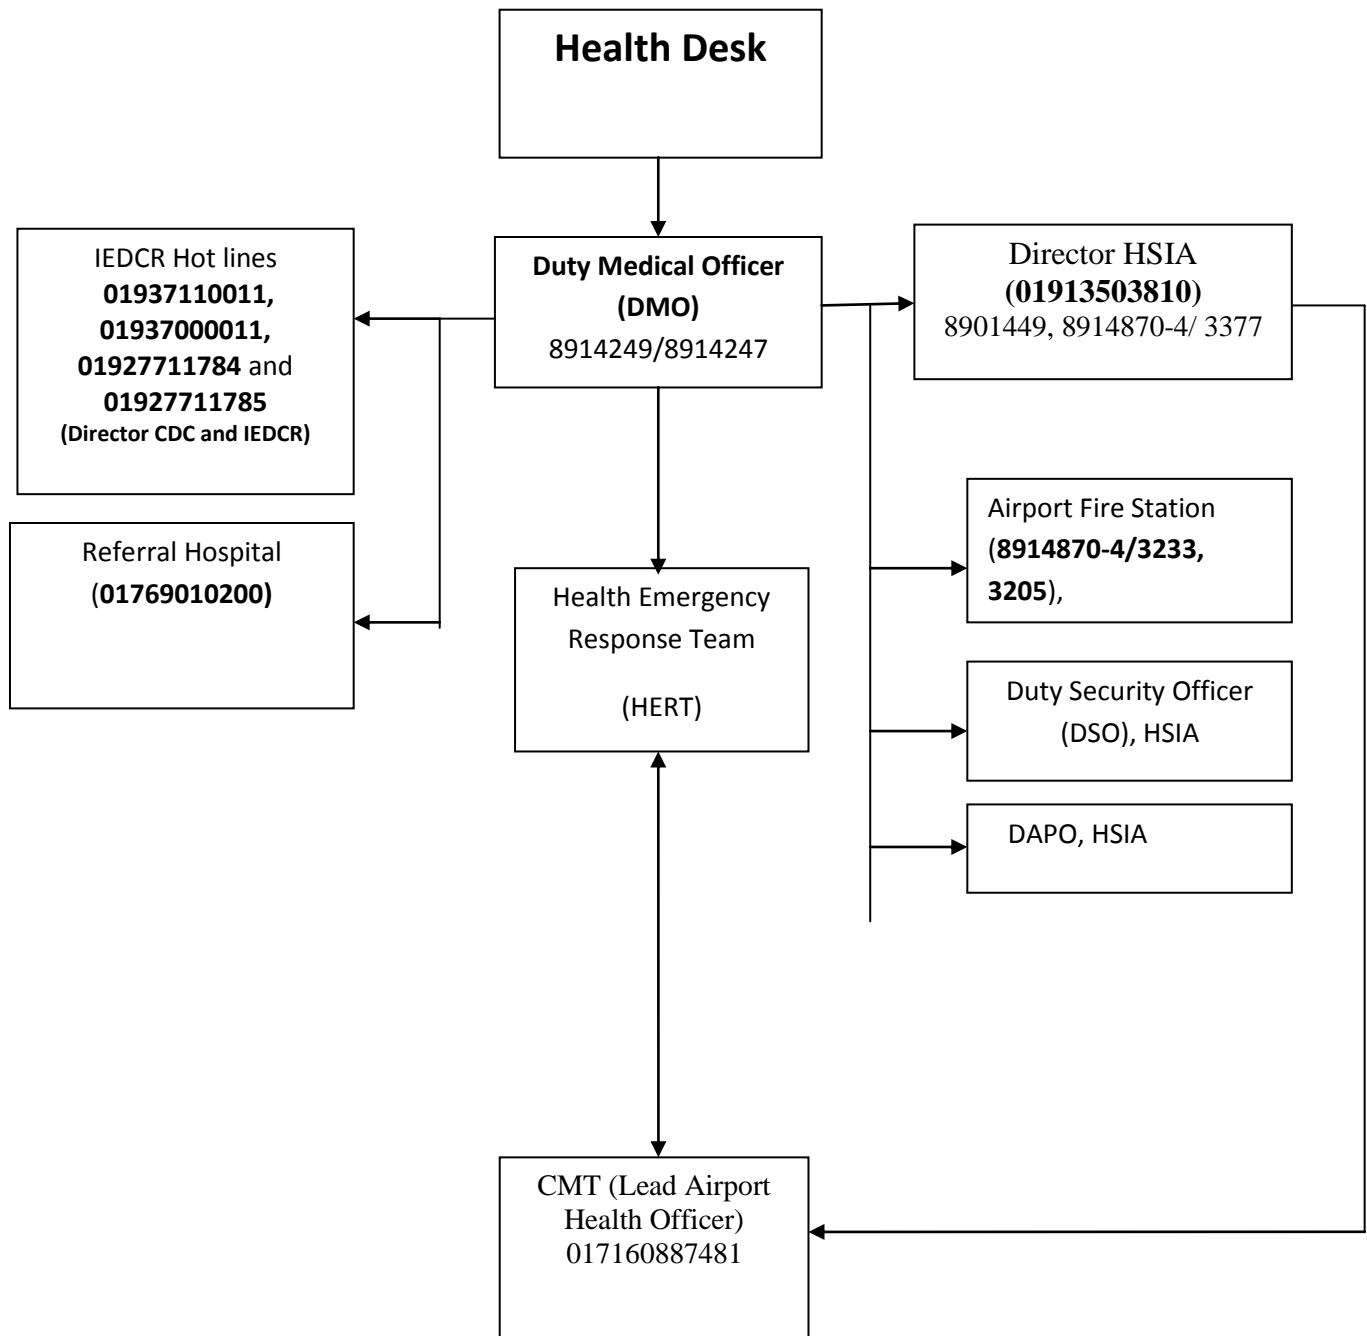 Health Desk
IEDCR Hot lines
01937110011,
01937000011,
01927711784 and
01927711785
(Director CDC and IEDCR)
Duty Medical Officer
(DMO)
8914249/8914247
Director HSIA
(01913503810)
8901449, 8914870-4/ 3377
Referral Hospital
(01769010200)
Health Emergency
Response Team
(HERT)
Airport Fire Station
(8914870-4/3233,
3205),
Duty Security Officer
(DSO), HSIA
DAPO, HSIA
CMT (Lead Airport
Health Officer)
017160887481